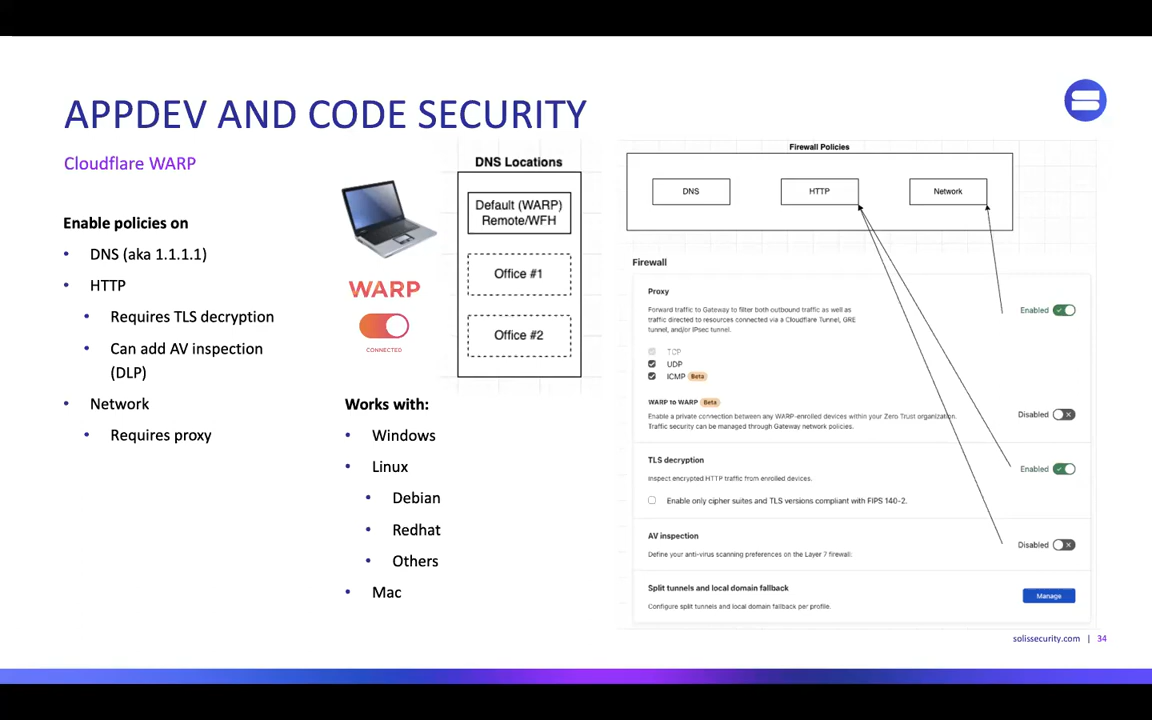 APPDEV AND CODE SECURITY
Cloudflare WARP
Enable policies on
• DNS (aka 1.1.1.1)
• HTTP
• Requires TLS decryption
• Can add AV inspection
(DLP)
• Network
• Requires proxy
WARP
CONNECTED
DNS Locations
Default (WARP)
Remote/WFH
Office #1
Office #2
Works with:
• Windows
• Linux
• Debian
• Redhat
• Others
• Mac
Firewall Policies
DNS
HTTP
Network
Firewall
Proxy
Forward traffic to Gateway to filter both outbound traffic as well as
traffic directed to resources connected via a Cloudflare Tunnel, GRE
tunnel, and/or IPsec tunnel.
Enabled
TCP
UDP
ICMP Beta
WARP to WARP Beta
Enable a private connection between any WARP-enrolled devices within your Zero Trust organization.
Traffic security can be managed through Gateway network policies.
Disabled
TLS decryption
Inspect encrypted HTTP traffic from enrolled devices.
Enabled
Enable only cipher suites and TLS versions compliant with FIPS 140-2.
AV inspection
Define your anti-virus scanning preferences on the Layer 7 firewall:
Disabled
Split tunnels and local domain fallback
Configure split tunnels and local domain fallback per profile.
Manage
solissecurity.com | 34